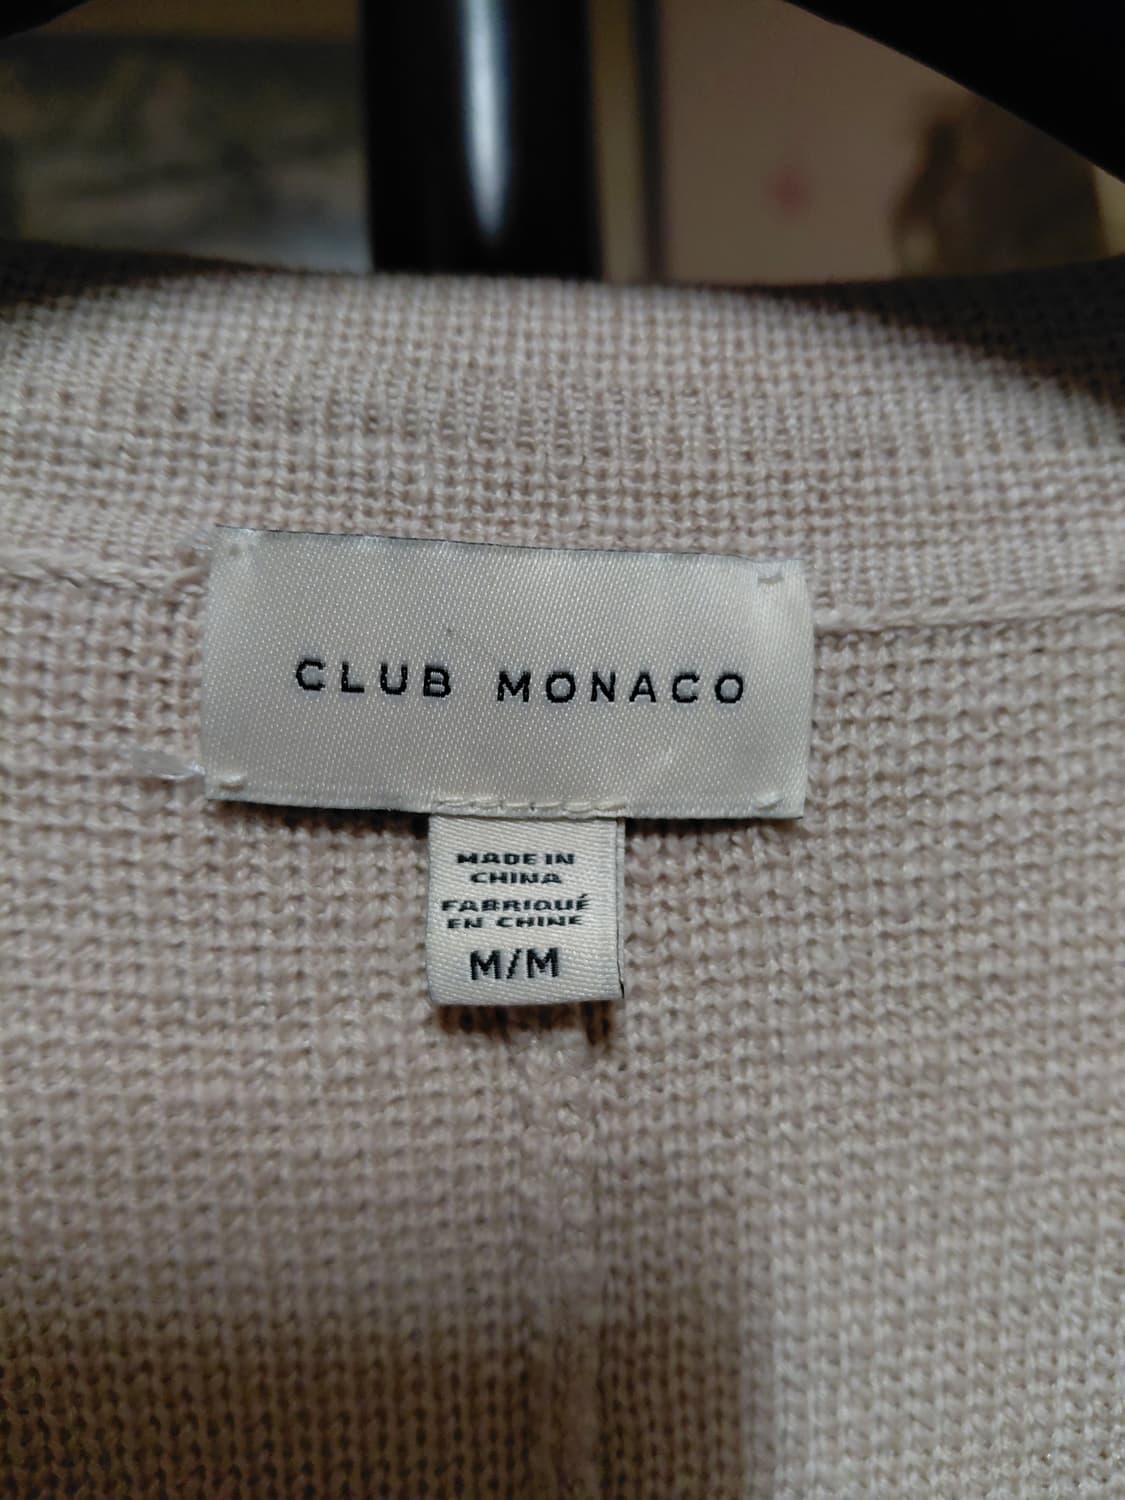 CLUB MONACO
MADE IN
CHINA
FABRIQUÉ
EN CHINE
M/M